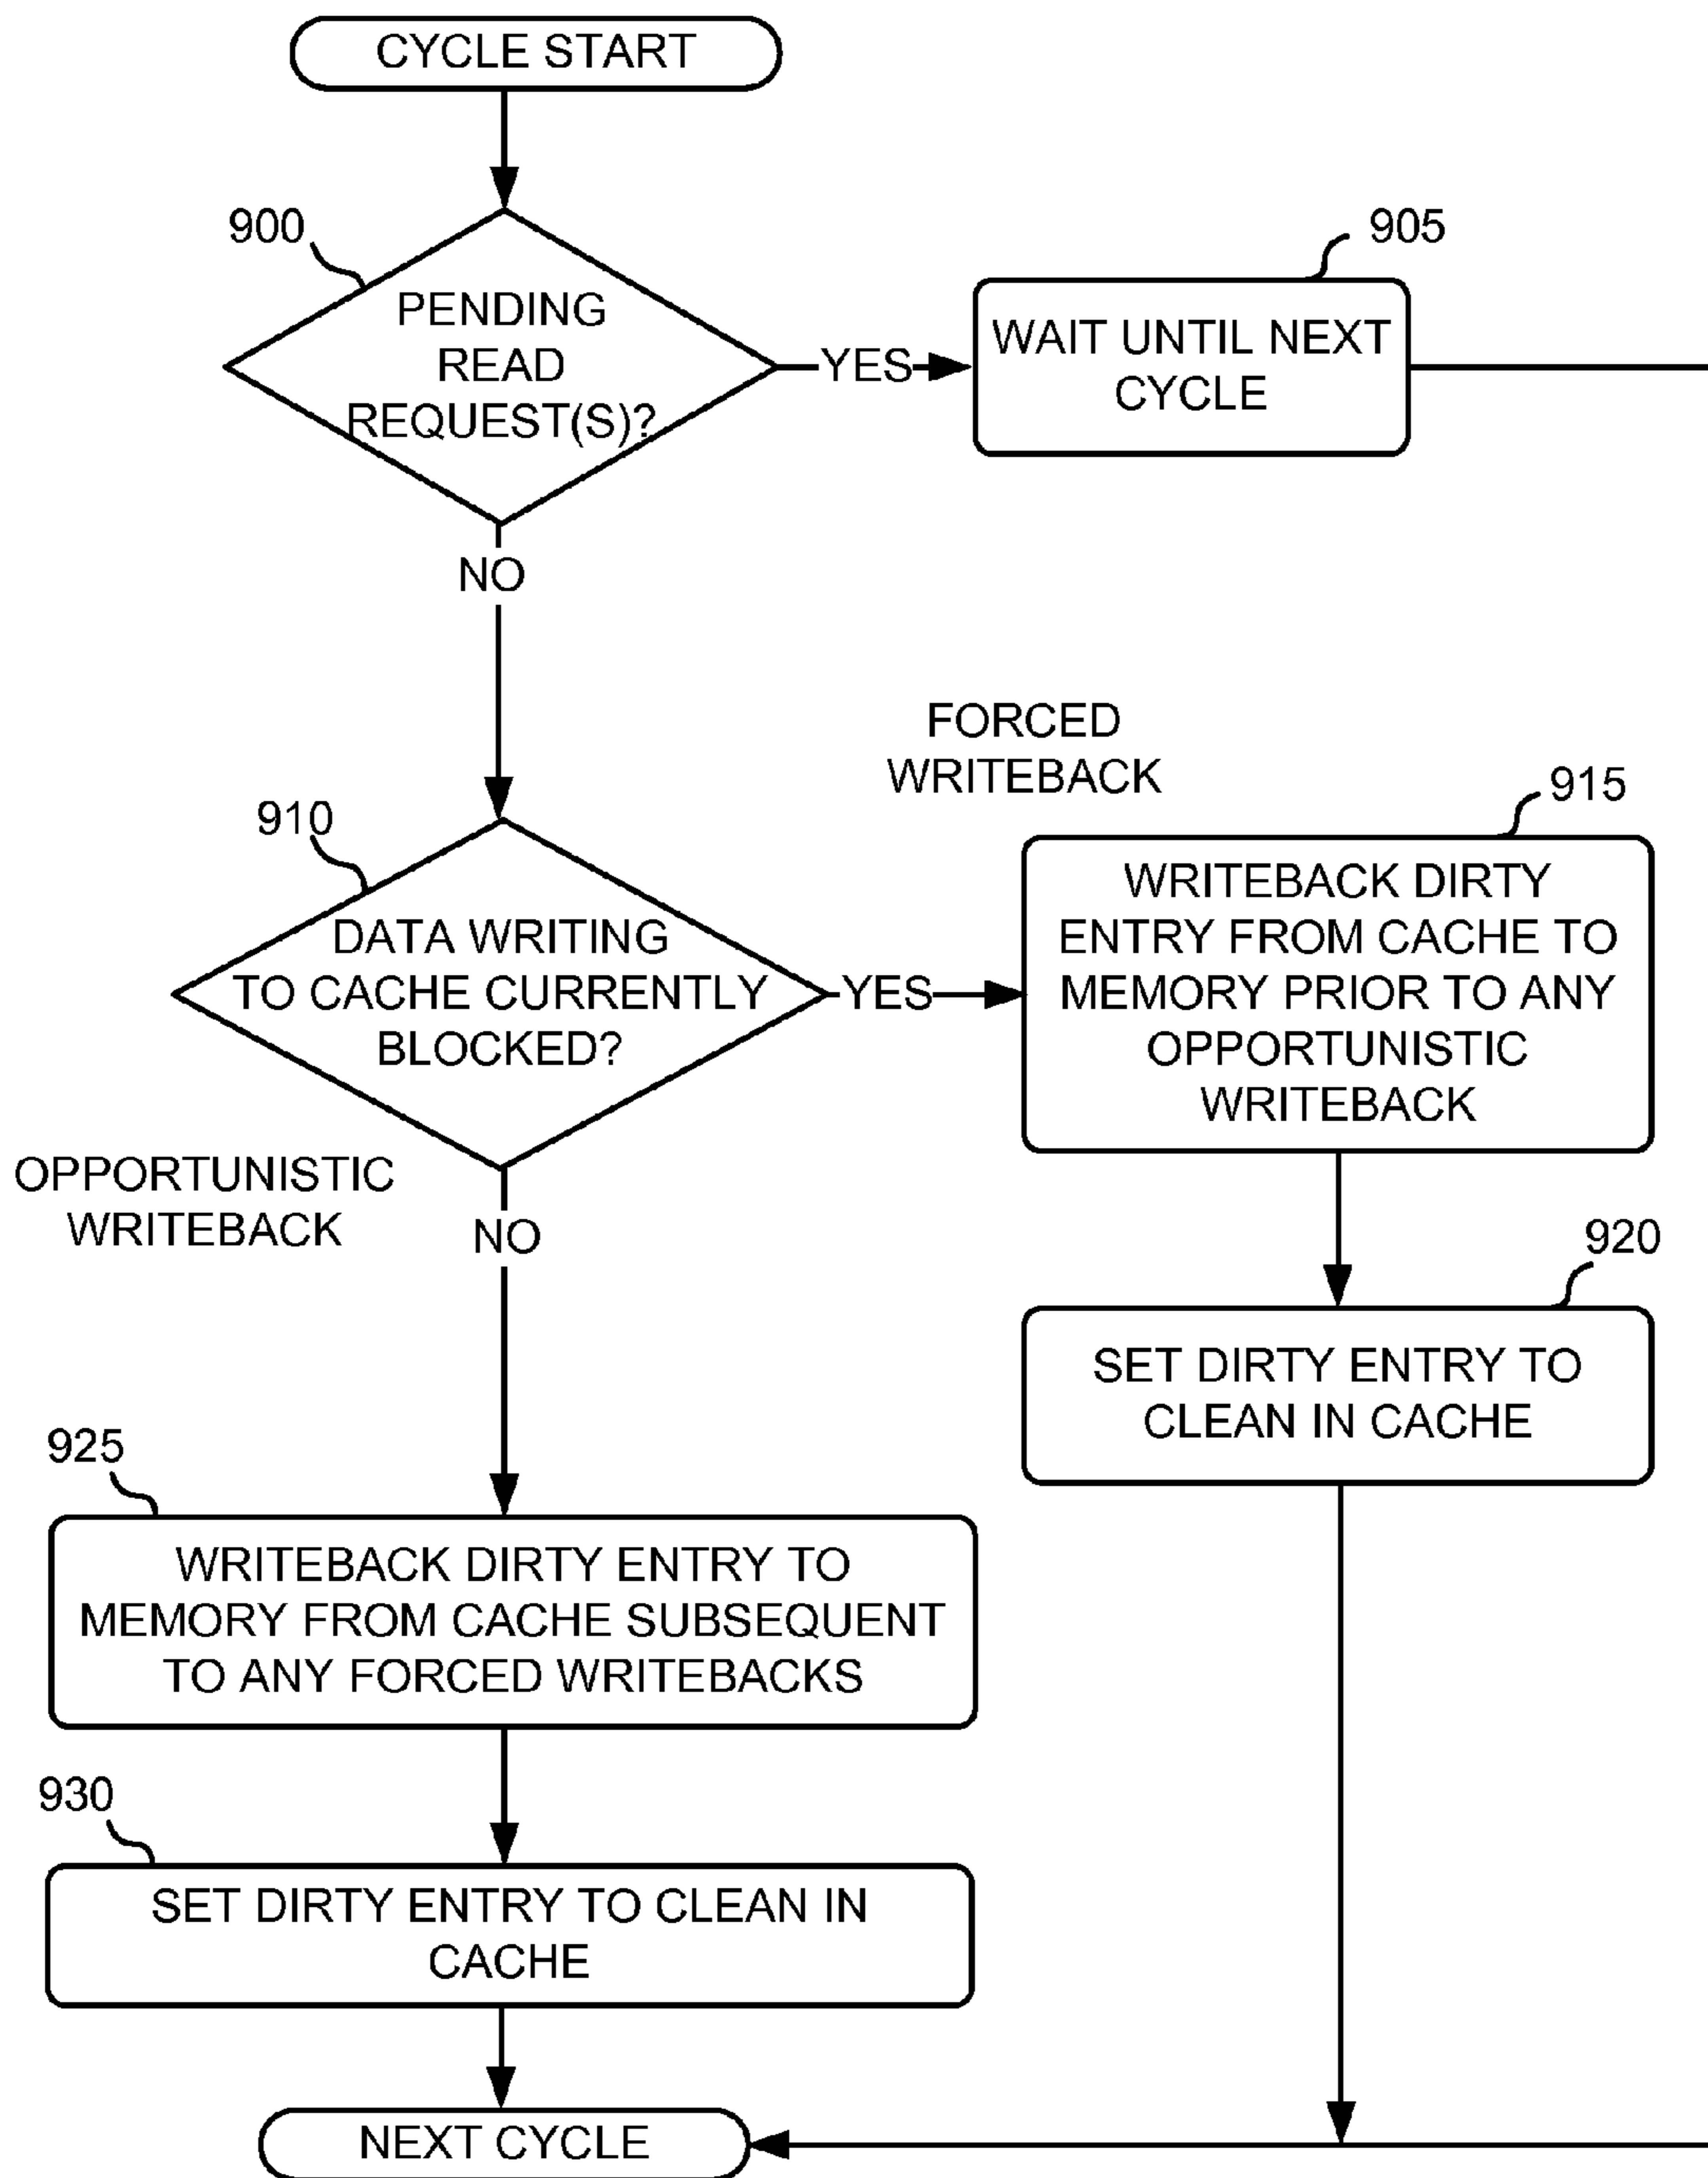 CYCLE START
900
PENDING
READ
REQUEST(S)?
YES
905
WAIT UNTIL NEXT
CYCLE
NO
910
DATA WRITING
TO CACHE CURRENTLY
BLOCKED?
YES
FORCED
WRITEBACK
915
WRITEBACK DIRTY
ENTRY FROM CACHE TO
MEMORY PRIOR TO ANY
OPPORTUNISTIC
WRITEBACK
920
SET DIRTY ENTRY TO
CLEAN IN CACHE
OPPORTUNISTIC
WRITEBACK
NO
925
WRITEBACK DIRTY ENTRY TO
MEMORY FROM CACHE SUBSEQUENT
TO ANY FORCED WRITEBACKS
930
SET DIRTY ENTRY TO CLEAN IN
CACHE
NEXT CYCLE